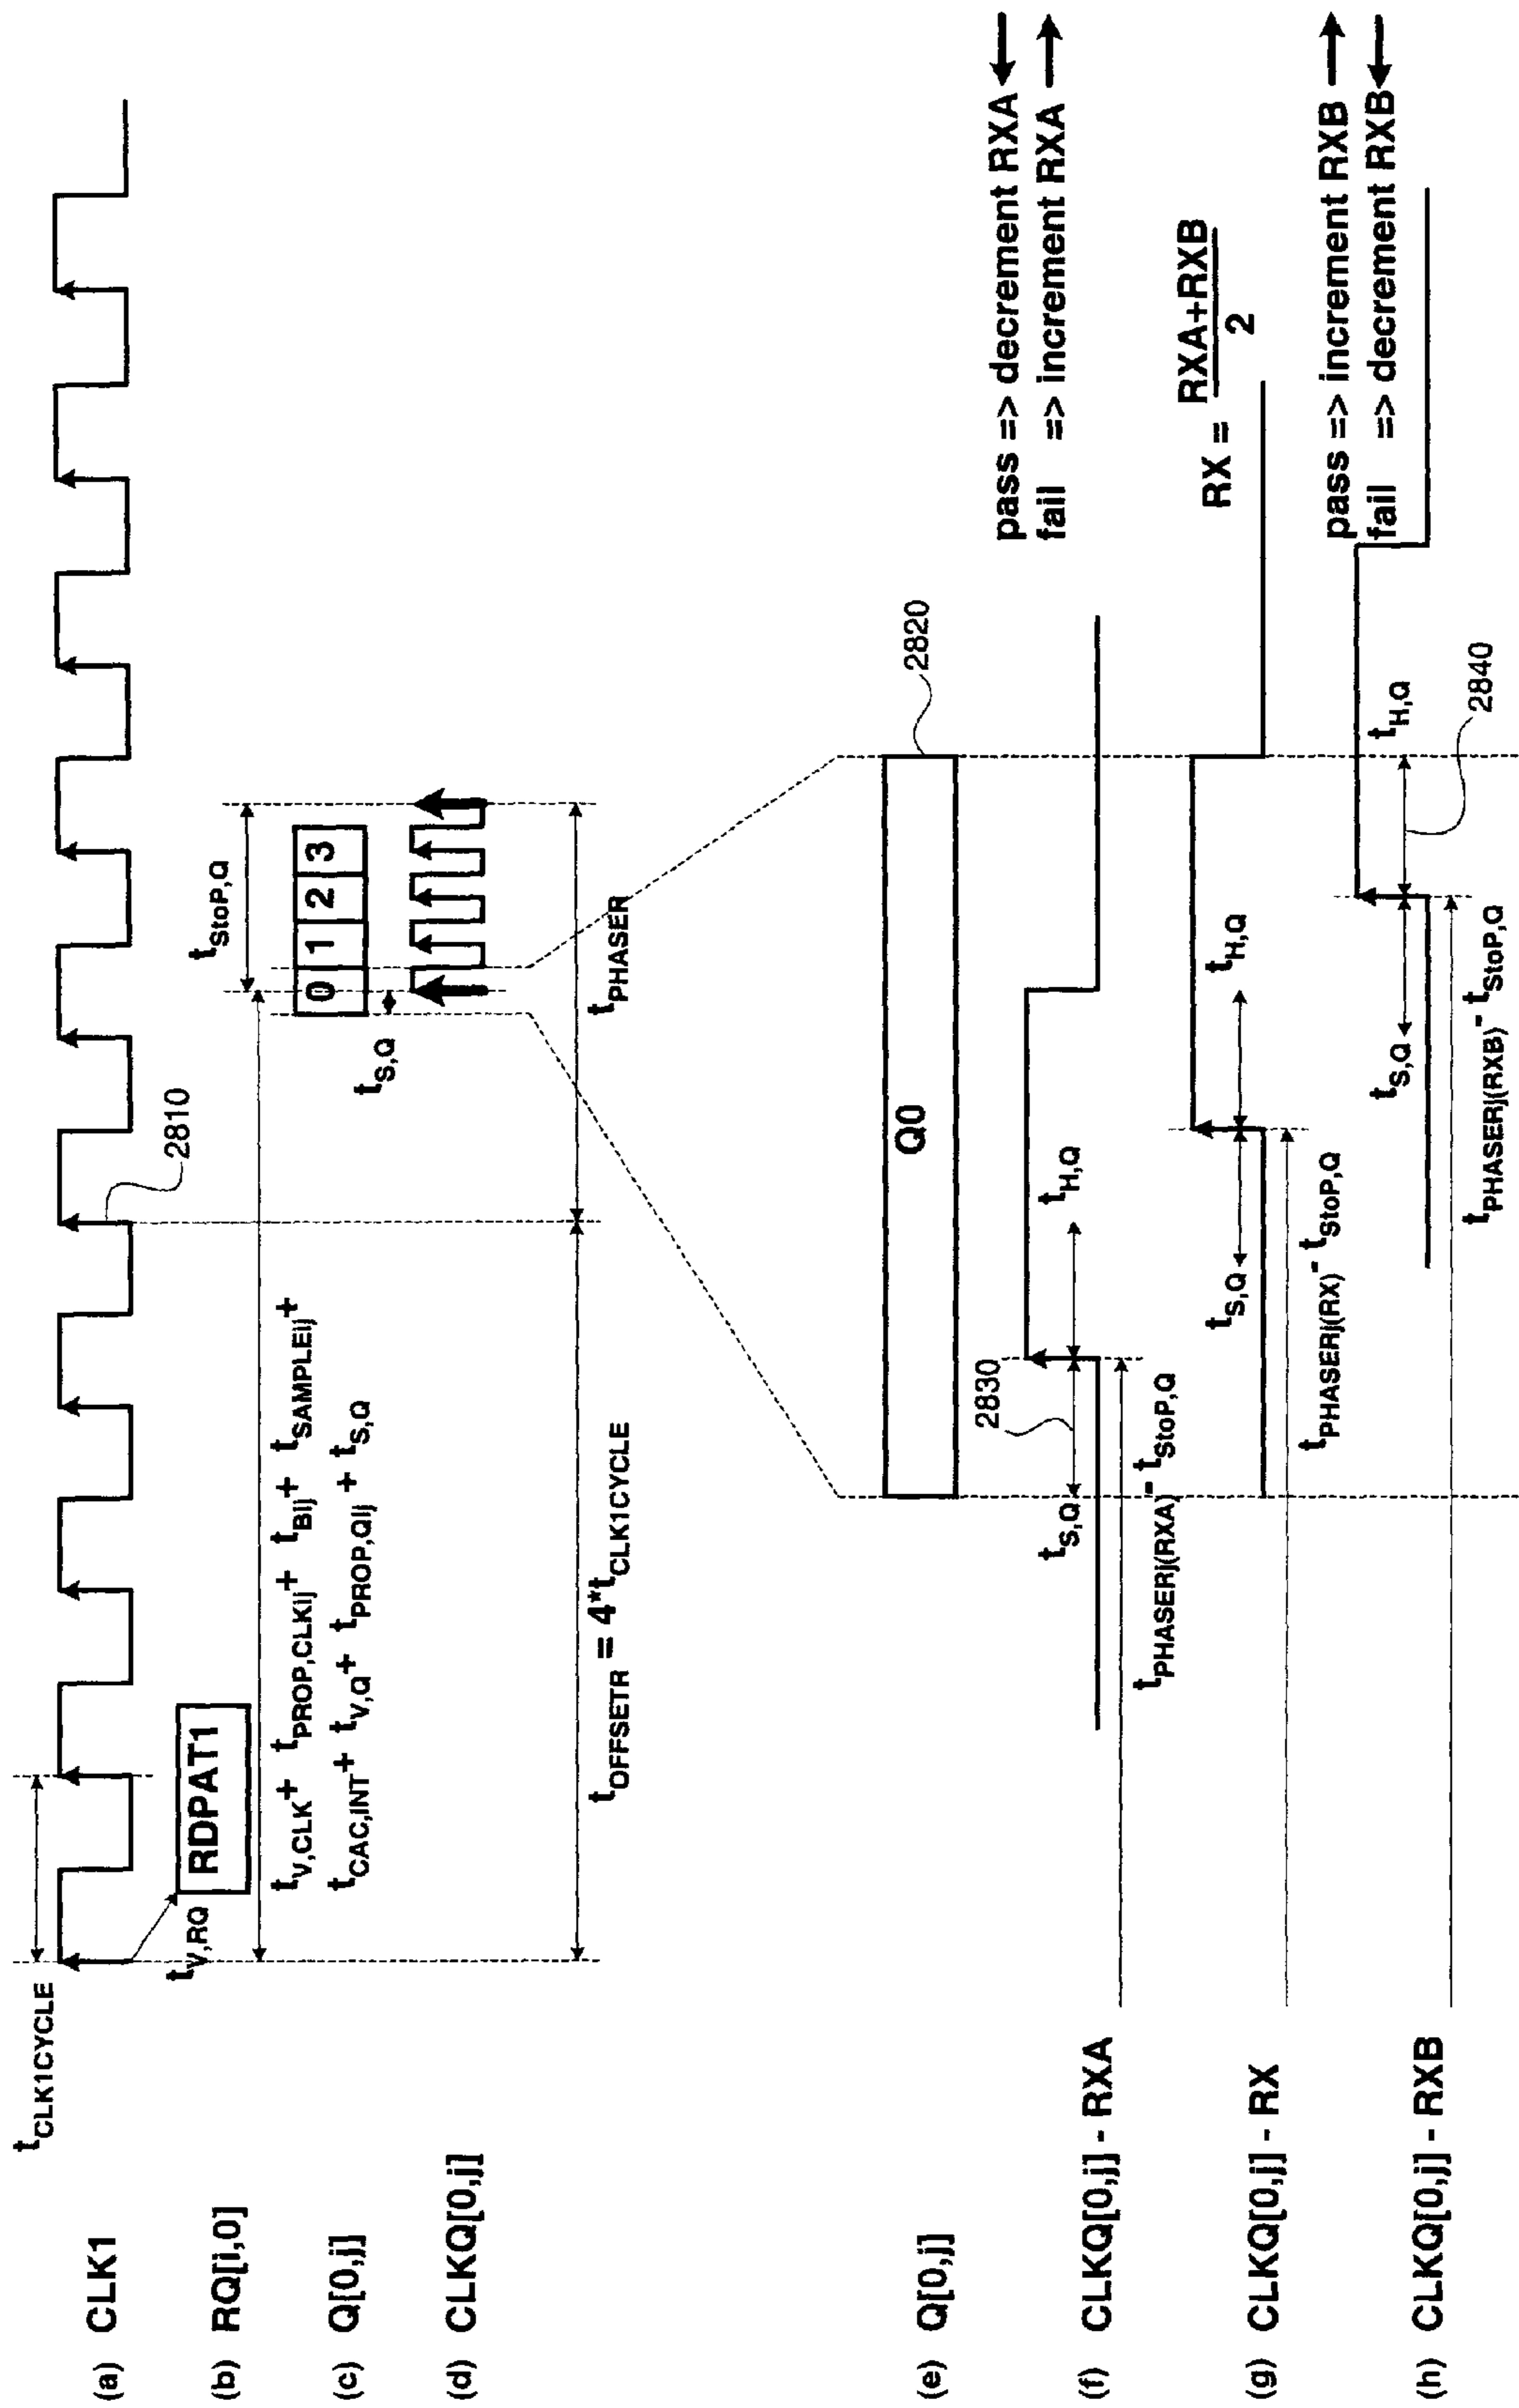 tCLK1CYCLE
(a) CLK1
2810
tV,RQ
(b) RQ[i,0]
RDPAT1
tStoP,Q
tV,CLK+ tPROP,CLKij+ tBij+ tSAMPLEij+
tCAC,INT+ tV,Q+ tPROP,Qij + tS,Q
(c) Q[0,j]
0 1 2 3
tS,Q
(d) CLKQ[0,j]
tOFFSETR = 4*tCLK1CYCLE
tPHASER
(e) Q[0,j]
Q0
2820
pass => decrement RXA
fail => increment RXA
(f) CLKQ[0,j] - RXA
2830
tS,Q
tH,Q
tPHASERj(RXA)- tStoP,Q
RX = RXA+RXB
2
(g) CLKQ[0,j] - RX
tS,Q
tH,Q
tPHASERj(RX)- tStoP,Q
pass => increment RXB
fail => decrement RXB
(h) CLKQ[0,j] - RXB
tS,Q
tH,Q
2840
tPHASERj(RXB)- tStoP,Q